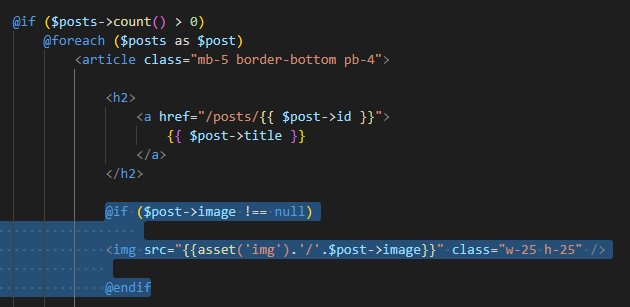 @if ($posts->count() > 0)
@foreach ($posts as $post)
<article class="mb-5 border-bottom pb-4">
<h2>
<a href="/posts/{{ $post->id }}">
{{ $post->title }}
</a>
</h2>
@if ($post->image !== null)
<img src="{{asset('img').'/'.$post->image}}" class="w-25 h-25" />
@endif